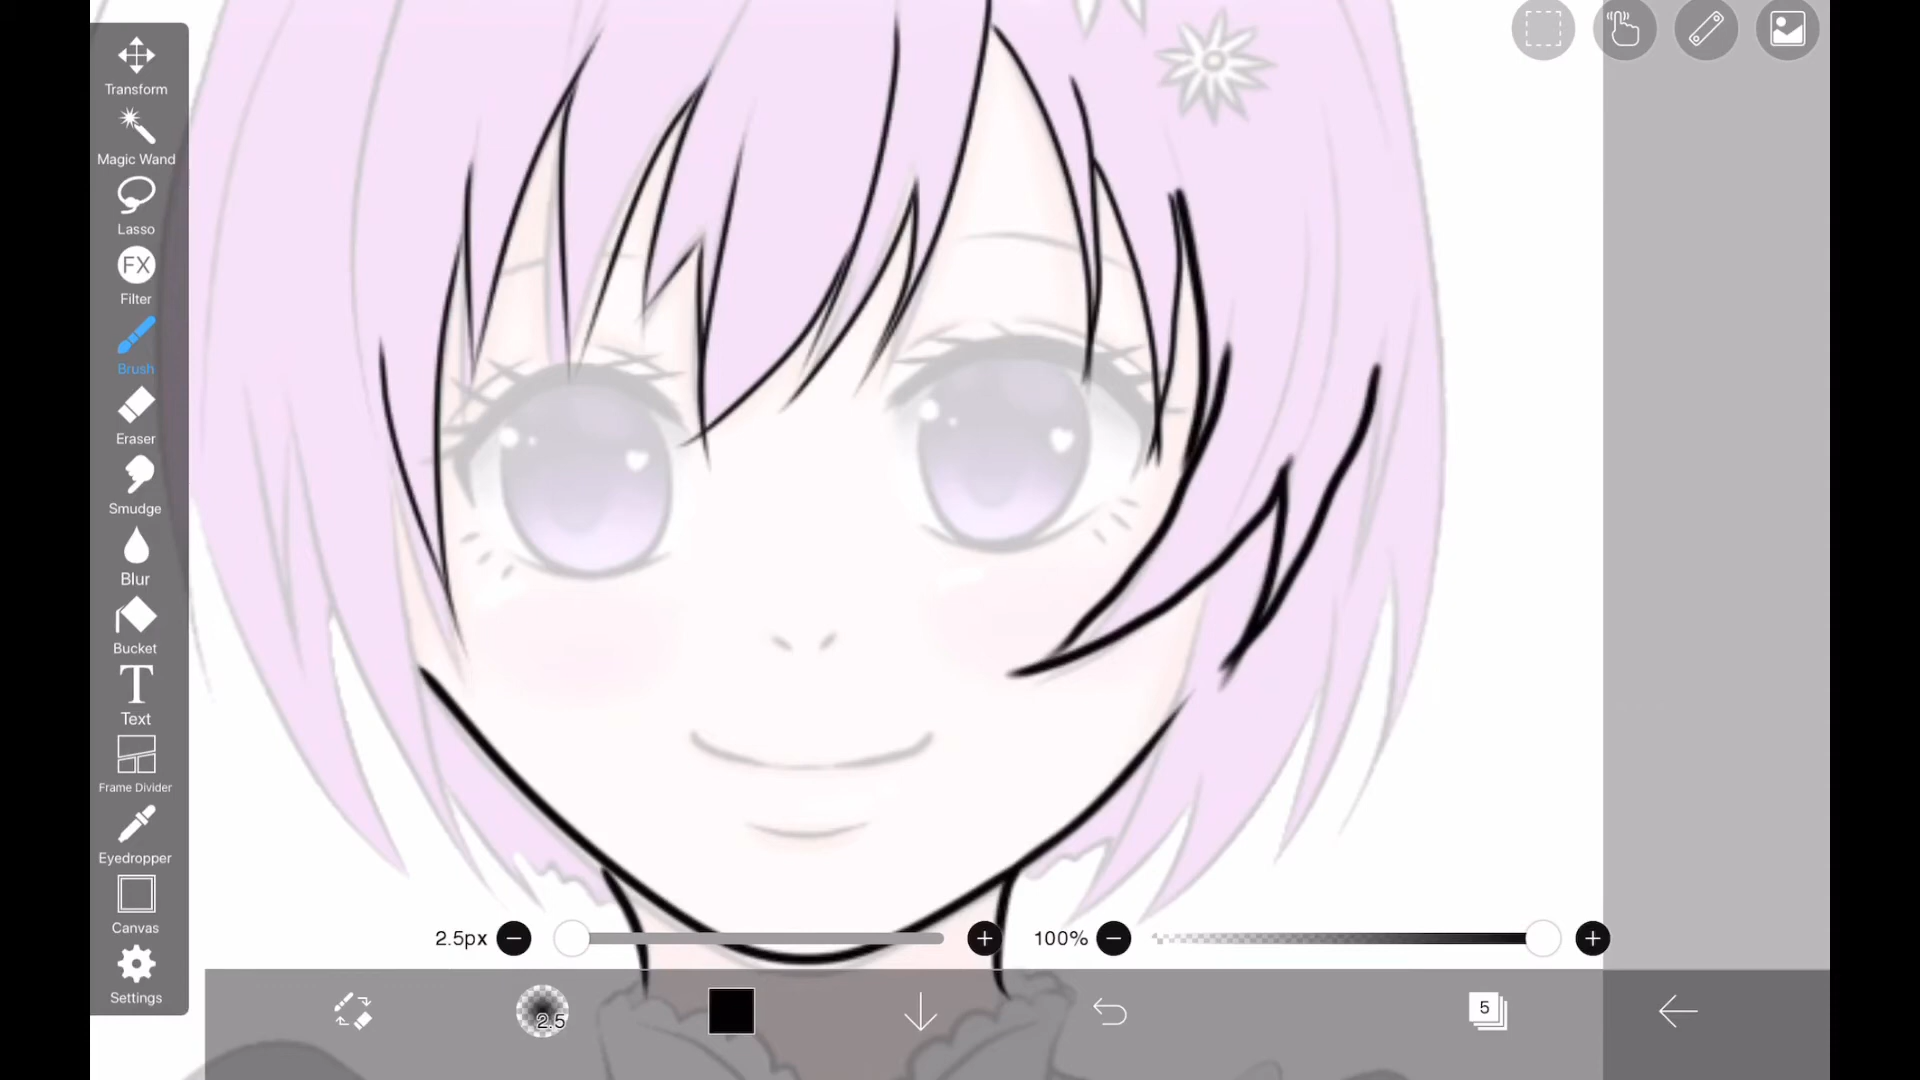 Transform
Magic Wand
Lasso
FX
Filter
Brush
Eraser
Smudge
Blur
Bucket
T
Text
Frame Divider
Eyedropper
Canvas
Settings
2.5px
100%
2.5
5